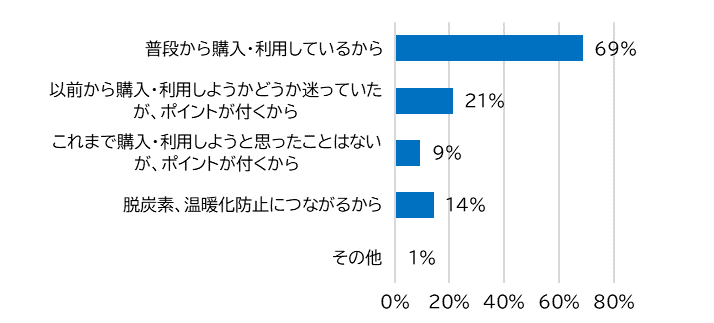 普段から購入・利用しているから
69%
以前から購入・利用しようかどうか迷っていた
が、ポイントが付くから
21%
これまで購入・利用しようと思ったことはない
が、ポイントが付くから
9%
脱炭素、温暖化防止につながるから
14%
その他
1%
0% 20% 40% 60% 80%